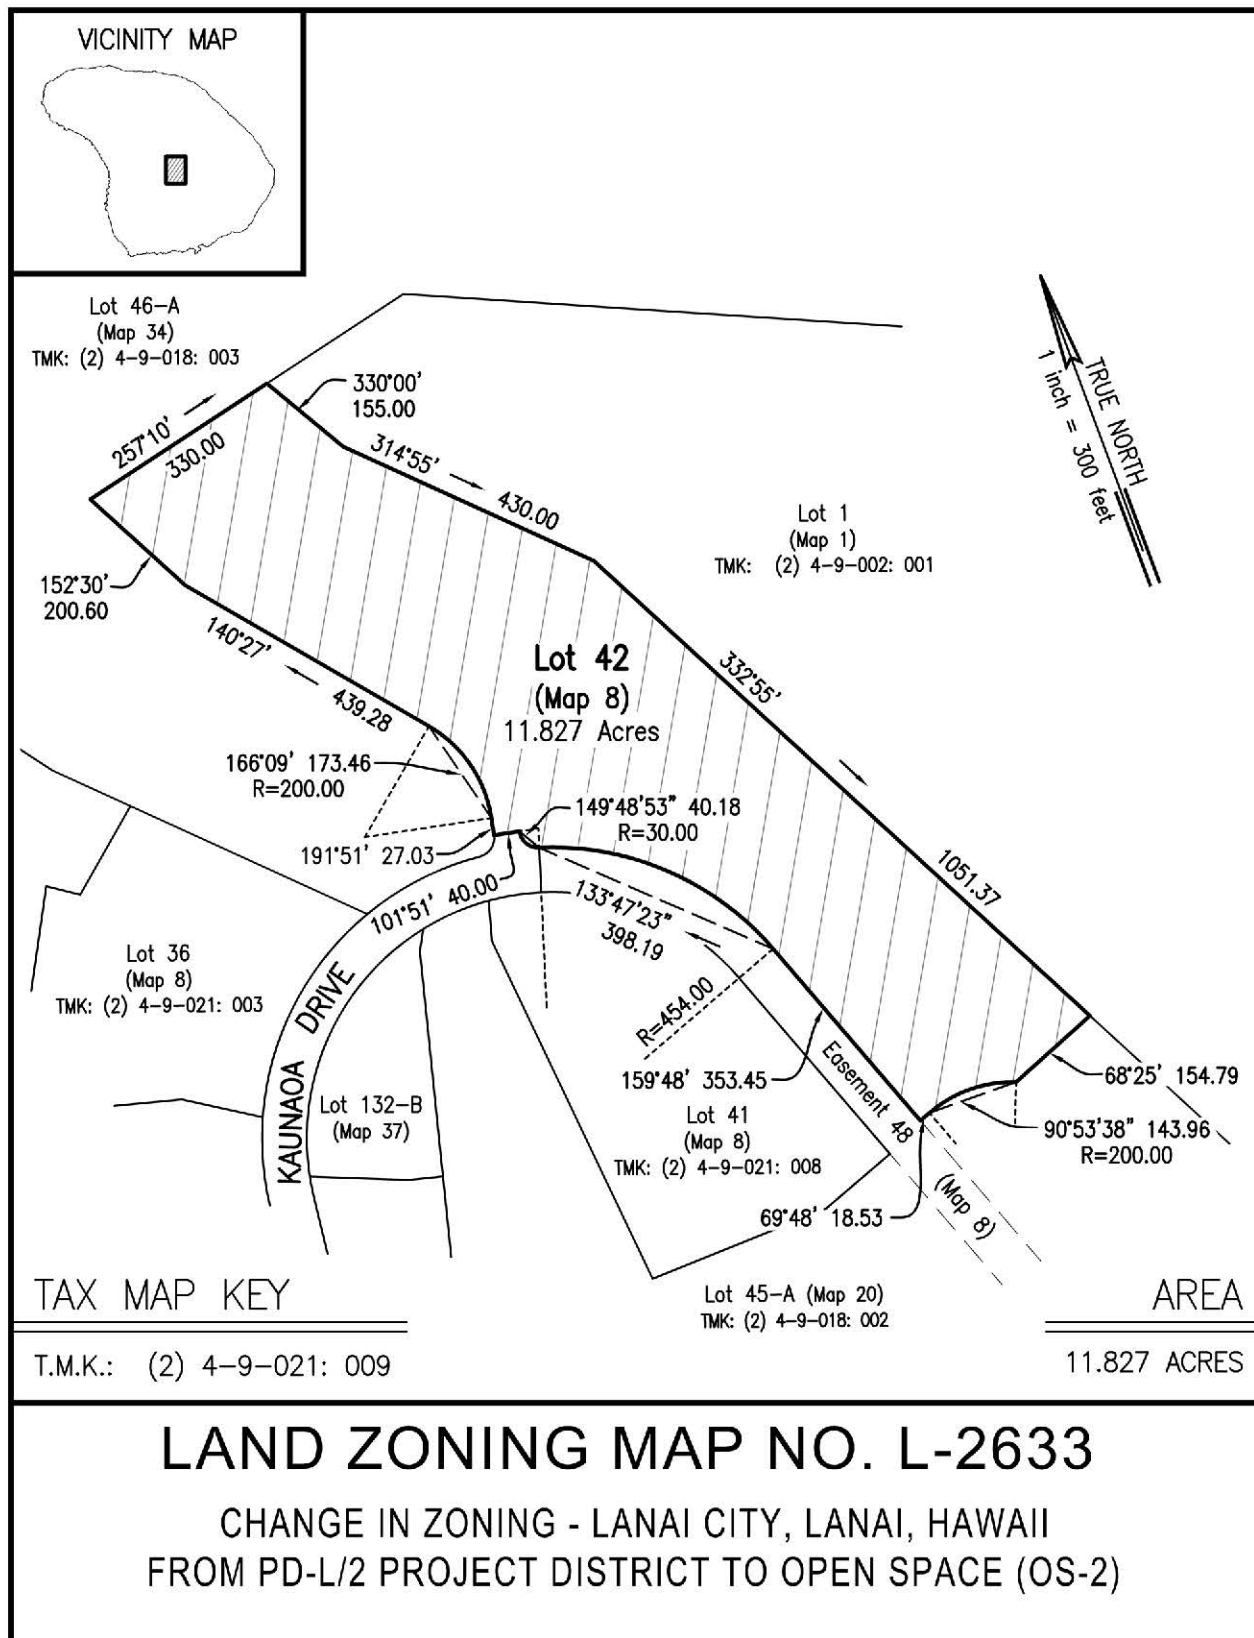 VICINITY MAP
Lot 46-A
(Map 34)
TMK: (2) 4-9-018: 003
257°10'
330.00
330°00'
155.00
314°55'
430.00
TRUE NORTH
1 inch = 300 feet
Lot 1
(Map 1)
TMK: (2) 4-9-002: 001
152°30'
200.60
140°27'
439.28
Lot 42
(Map 8)
11.827 Acres
332°55'
1051.37
166°09' 173.46
R=200.00
149°48'53" 40.18
R=30.00
191°51' 27.03
101°51' 40.00
133°47'23"
398.19
Lot 36
(Map 8)
TMK: (2) 4-9-021: 003
KAUNAOA DRIVE
R=454.00
159°48' 353.45
Easement 48
(Map 8)
68°25' 154.79
90°53'38" 143.96
R=200.00
Lot 132-B
(Map 37)
Lot 41
(Map 8)
TMK: (2) 4-9-021: 008
69°48' 18.53
Lot 45-A (Map 20)
TMK: (2) 4-9-018: 002
TAX MAP KEY
T.M.K.: (2) 4-9-021: 009
AREA
11.827 ACRES
LAND ZONING MAP NO. L-2633
CHANGE IN ZONING - LANAI CITY, LANAI, HAWAII
FROM PD-L/2 PROJECT DISTRICT TO OPEN SPACE (OS-2)